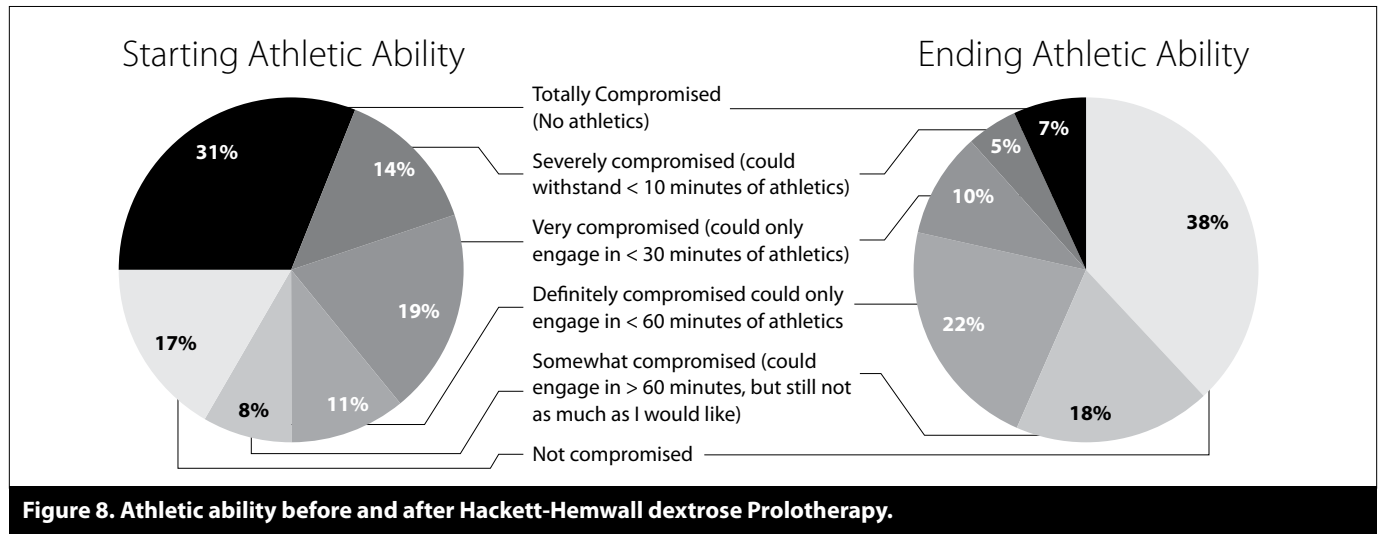 Starting Athletic Ability
Ending Athletic Ability
Totally Compromised
(No athletics)
Severely compromised (could
withstand < 10 minutes of athletics)
Very compromised (could only
engage in < 30 minutes of athletics)
Definitely compromised could only
engage in < 60 minutes of athletics
Somewhat compromised (could
engage in > 60 minutes, but still not
as much as I would like)
Not compromised
31%
14%
19%
11%
8%
17%
7%
5%
10%
22%
18%
38%
Figure 8. Athletic ability before and after Hackett-Hemwall dextrose Prolotherapy.